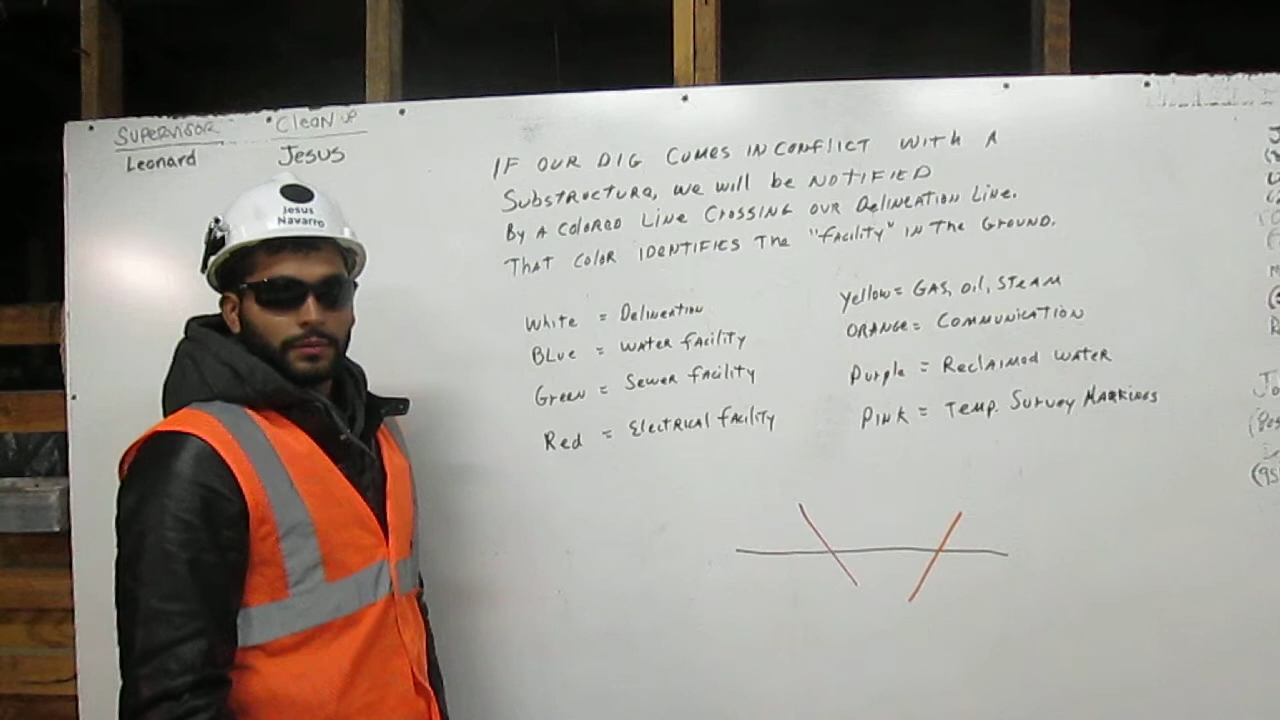 Supervisor
Clean up
Leonard
Jesus
Jesus
Navarro
IF OUR DIG COMES IN CONFLICT WITH A
Substructure, we will be NOTIFIED
By A Colored Line Crossing our Delineation Line.
That color identifies the "facility" in the Ground.
White = Delineation
Blue = Water facility
Green = Sewer facility
Red = Electrical facility
Yellow = GAS, oil, STEAM
ORANGE = Communication
Purple = Reclaimed Water
Pink = Temp. Survey Markings